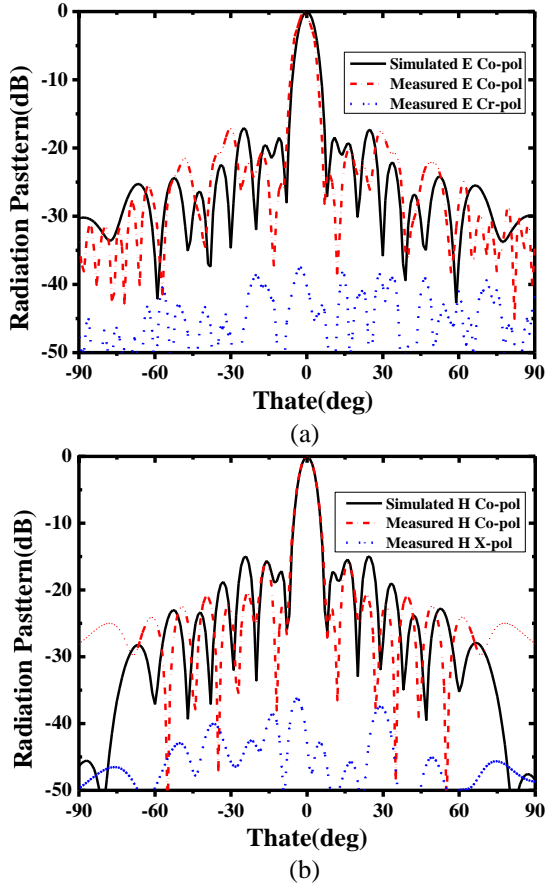 0
-10
-20
-30
-40
-50
Radiation Pasttern(dB)
Simulated E Co-pol
Measured E Co-pol
Measured E Cr-pol
-90 -60 -30 0 30 60 90
Thate(deg)
(a)
0
-10
-20
-30
-40
-50
Radiation Pasttern(dB)
Simulated H Co-pol
Measured H Co-pol
Measured H X-pol
-90 -60 -30 0 30 60 90
Thate(deg)
(b)